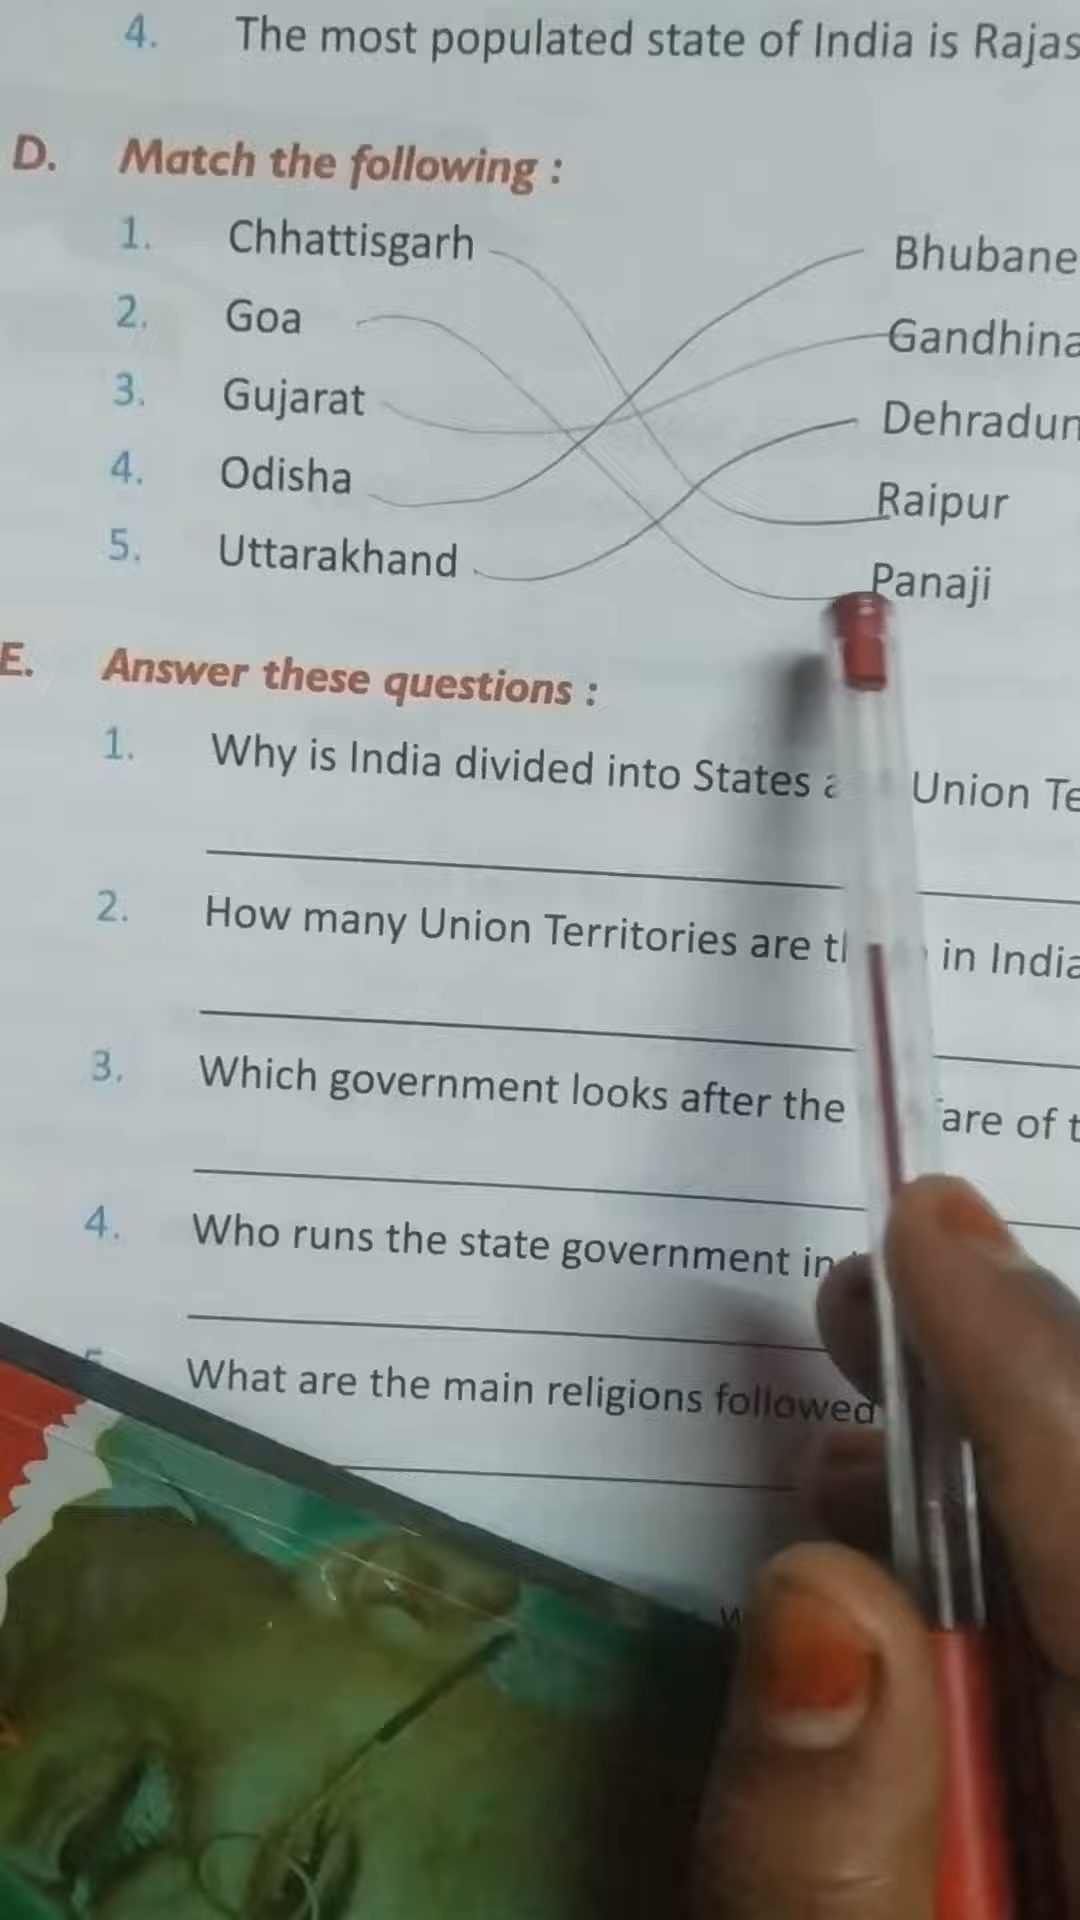 4. The most populated state of India is Rajas
D. Match the following :
1. Chhattisgarh Bhubane
2. Goa Gandhina
3. Gujarat Dehradun
4. Odisha Raipur
5. Uttarakhand Panaji
E. Answer these questions :
1. Why is India divided into States Union Te
2. How many Union Territories are in India
3. Which government looks after the are of t
4. Who runs the state government in
What are the main religions followed